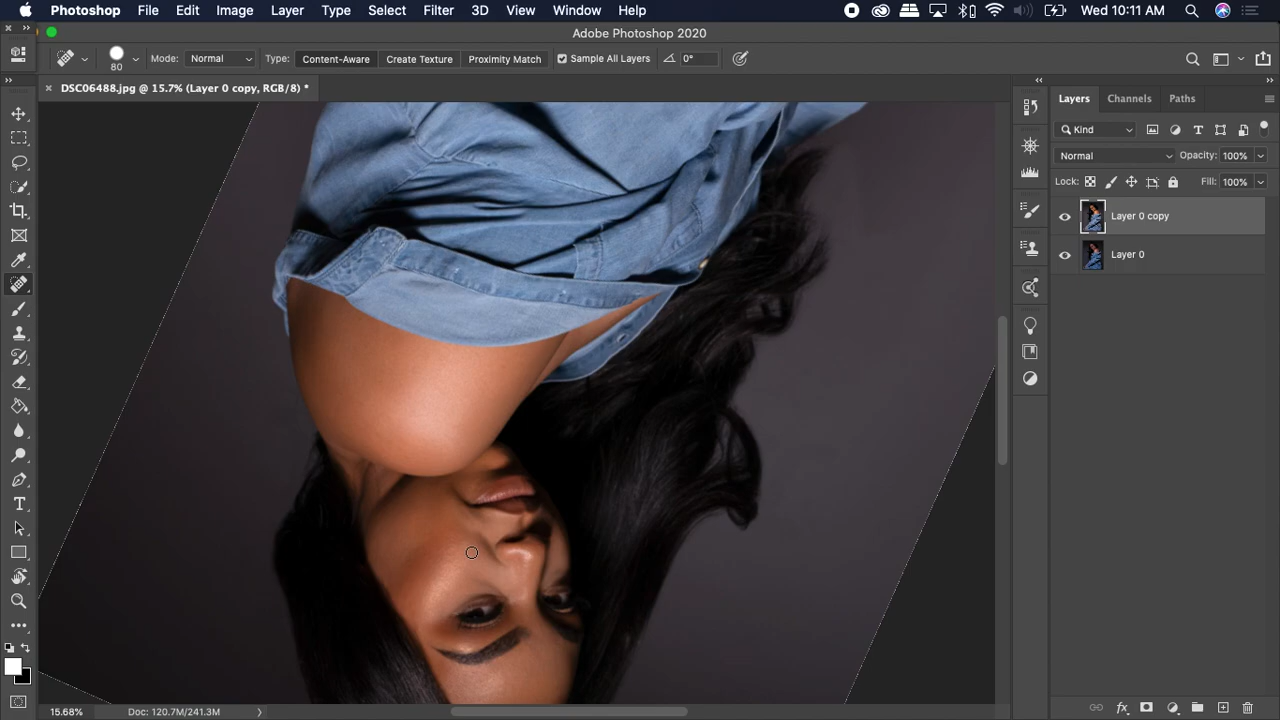 Photoshop File Edit Image Layer Type Select Filter 3D View Window Help Wed 10:11 AM
Adobe Photoshop 2020
80 Mode: Normal Type: Content-Aware Create Texture Proximity Match Sample All Layers 0°
DSC06488.jpg @ 15.7% (Layer 0 copy, RGB/8) *
Layers Channels Paths
Kind
Normal Opacity: 100%
Lock: Fill: 100%
Layer 0 copy
Layer 0
15.68% Doc: 120.7M/241.3M